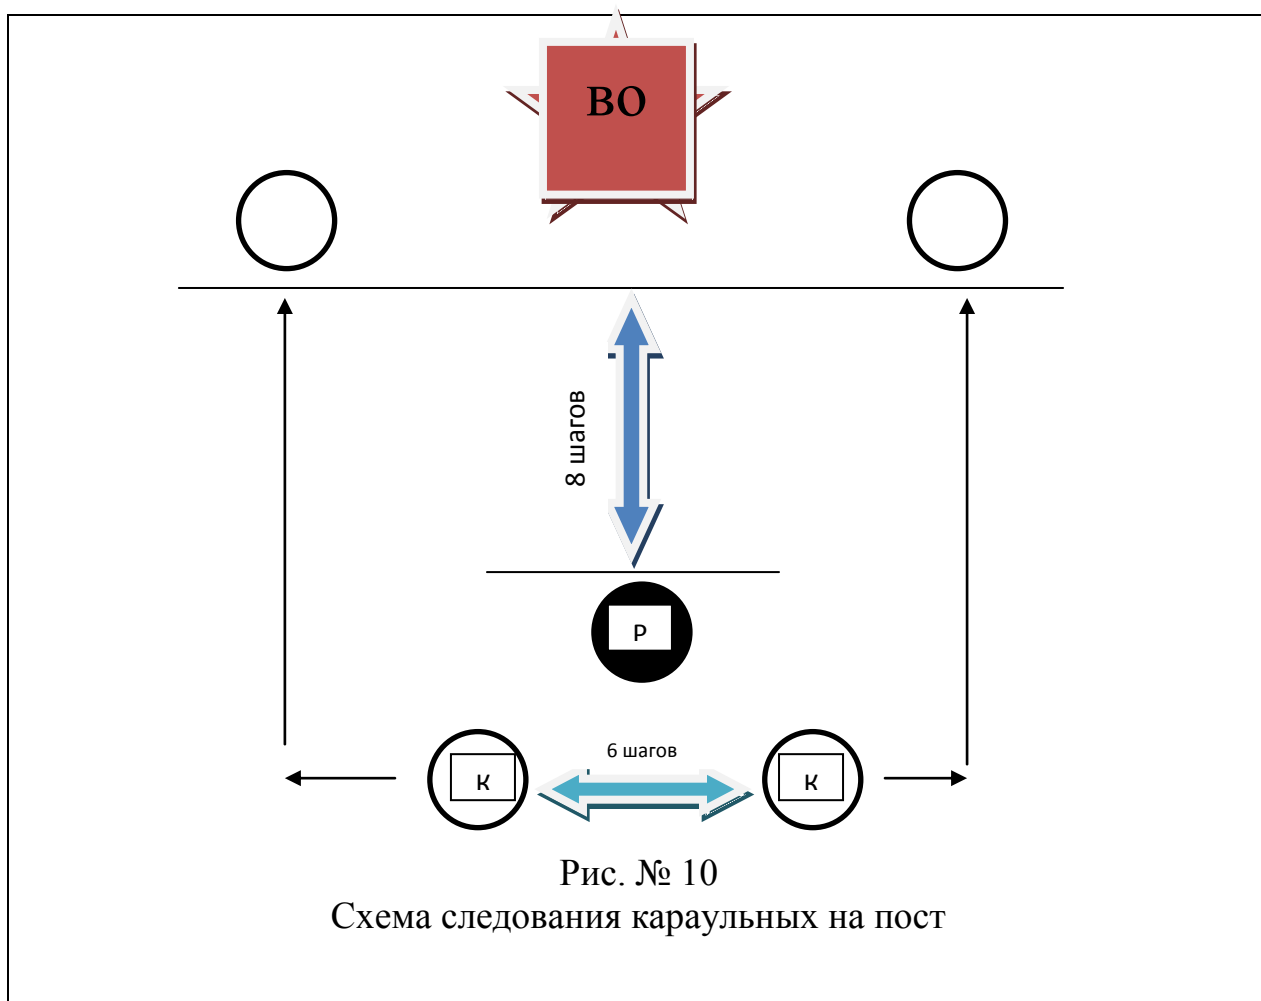 ВО
8 шагов
Р
К
6 шагов
К
Рис. № 10
Схема следования караульных на пост